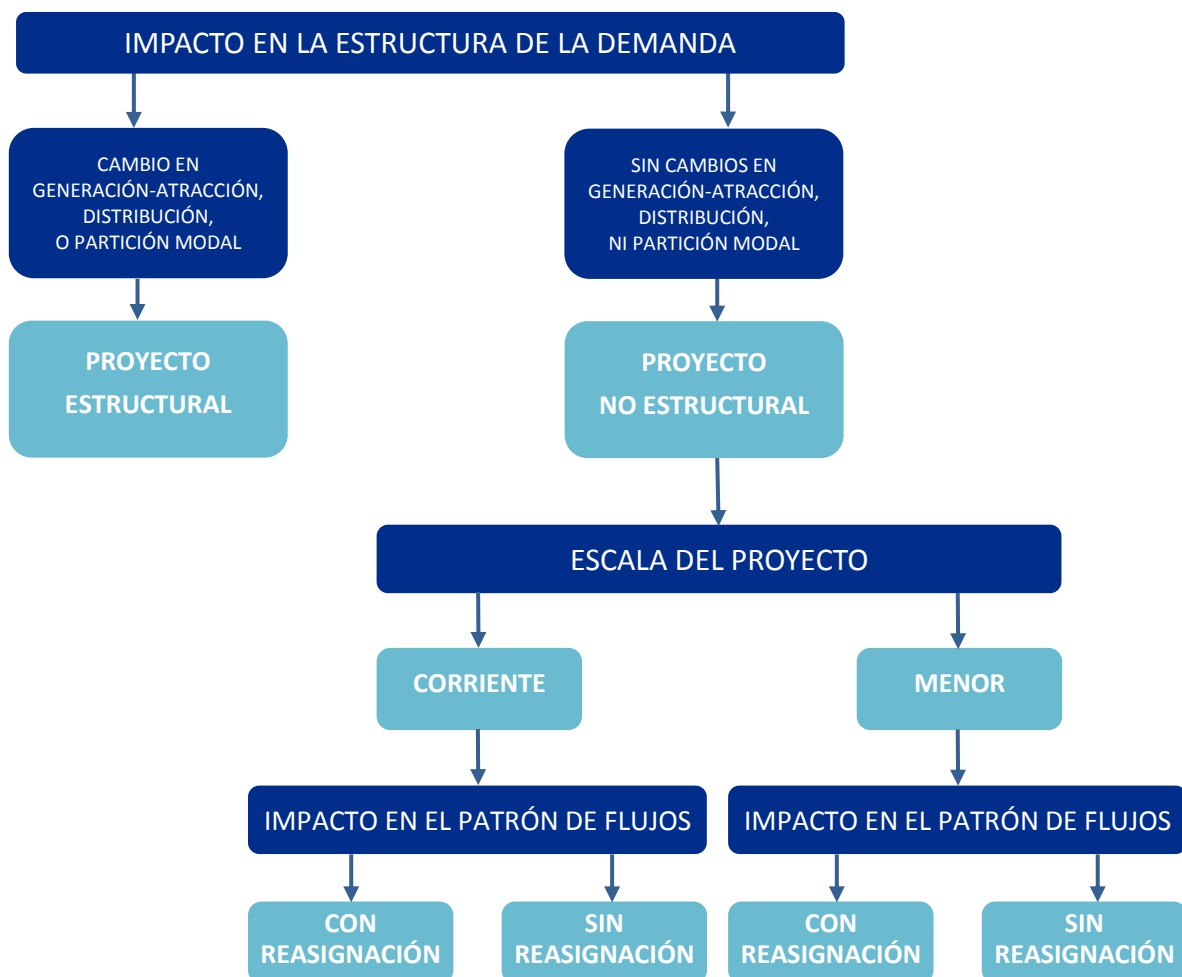 IMPACTO EN LA ESTRUCTURA DE LA DEMANDA
CAMBIO EN
GENERACIÓN-ATRACCIÓN,
DISTRIBUCIÓN,
O PARTICIÓN MODAL
SIN CAMBIOS EN
GENERACIÓN-ATRACCIÓN,
DISTRIBUCIÓN,
NI PARTICIÓN MODAL
PROYECTO
ESTRUCTURAL
PROYECTO
NO ESTRUCTURAL
ESCALA DEL PROYECTO
CORRIENTE
MENOR
IMPACTO EN EL PATRÓN DE FLUJOS
IMPACTO EN EL PATRÓN DE FLUJOS
CON
REASIGNACIÓN
SIN
REASIGNACIÓN
CON
REASIGNACIÓN
SIN
REASIGNACIÓN